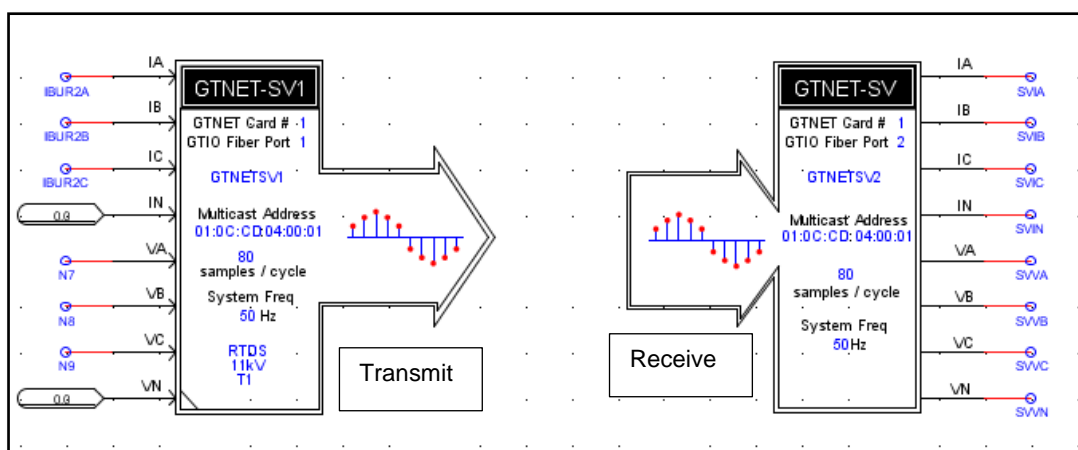 IA
IBUR2A
IB
IBUR2B
IC
IBUR2C
IN
0.0
VA
N7
VB
N8
VC
N9
VN
0.0
GTNET-SV1
GTNET Card # 1
GTIO Fiber Port 1
GTNETSV1
Multicast Address
01:0C:CD:04:00:01
80
samples / cycle
System Freq
50 Hz
RTDS
11kV
T1
Transmit
Receive
GTNET-SV
GTNET Card # 1
GTIO Fiber Port 2
GTNETSV2
Multicast Address
01:0C:CD:04:00:01
80
samples / cycle
System Freq
50Hz
IA
SVIA
IB
SVIB
IC
SVIC
IN
SVIN
VA
SVVA
VB
SVVB
VC
SVVC
VN
SVVN